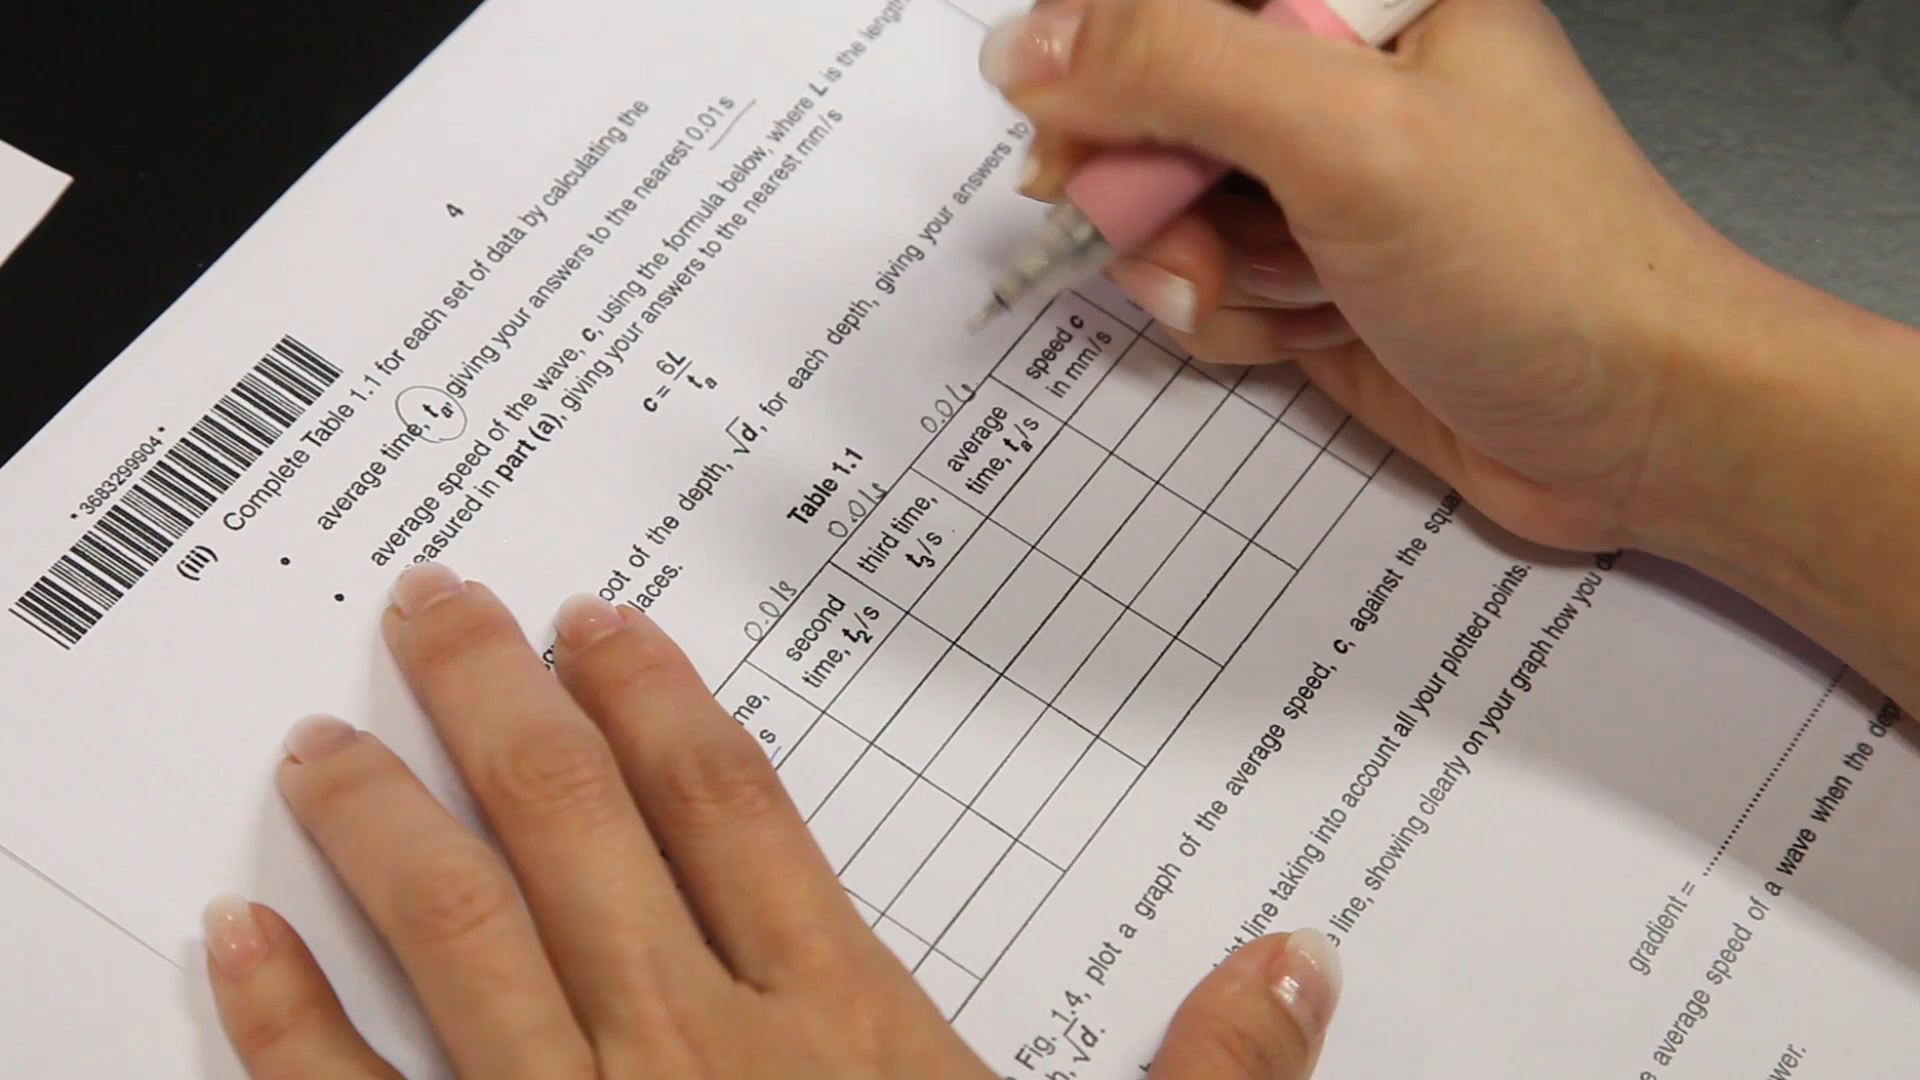 4
*3683299904*
(iii) Complete Table 1.1 for each set of data by calculating the
• average time, tₐ, giving your answers to the nearest 0.01 s
• average speed of the wave, c, using the formula below, where L is the length
easured in part (a), giving your answers to the nearest mm/s
c = 6L/tₐ
oot of the depth, √d, for each depth, giving your answers to
laces.
Table 1.1
0.01s 0.01s 0.01s
me, s
second time, t₂/s
third time, t₃/s
average time, tₐ/s
speed c in mm/s
Fig. 1.4, plot a graph of the average speed, c, against the squa
h, √d.
ht line taking into account all your plotted points.
line, showing clearly on your graph how you
gradient = ....................
average speed of a wave when the dep
wer.